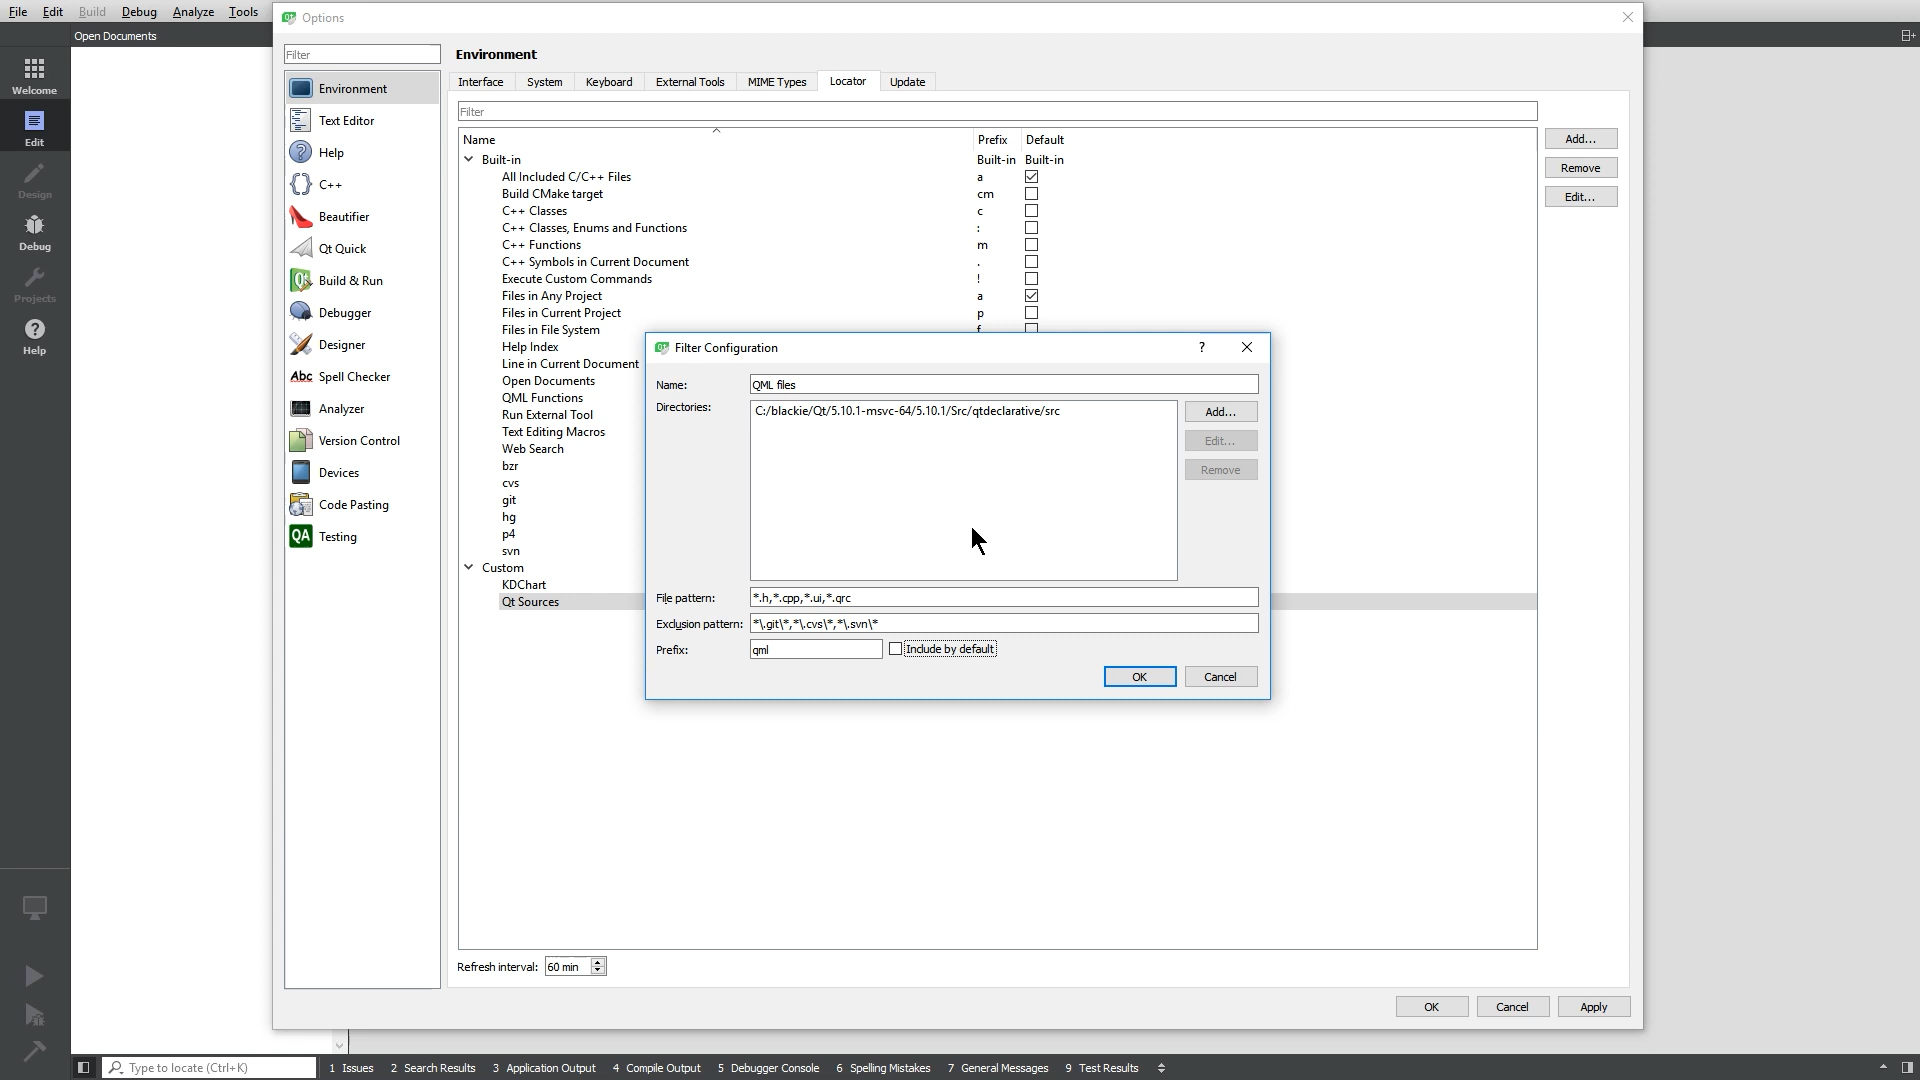 File Edit Build Debug Analyze Tools
Options
Open Documents
Filter
Environment
Welcome
Edit
Design
Debug
Projects
Help
Environment
Text Editor
Help
C++
Beautifier
Qt Quick
Build & Run
Debugger
Designer
Abc Spell Checker
Analyzer
Version Control
Devices
Code Pasting
QA Testing
Interface System Keyboard External Tools MIME Types Locator Update
Filter
Name Prefix Default
Built-in Built-in Built-in
All Included C/C++ Files a
Build CMake target cm
C++ Classes c
C++ Classes, Enums and Functions :
C++ Functions m
C++ Symbols in Current Document .
Execute Custom Commands !
Files in Any Project a
Files in Current Project p
Files in File System f
Help Index
Line in Current Document
Open Documents
QML Functions
Run External Tool
Text Editing Macros
Web Search
bzr
cvs
git
hg
p4
svn
Custom
KDChart
Qt Sources
Add...
Remove
Edit...
Filter Configuration ?
Name: QML files
Directories: C:/blackie/Qt/5.10.1-msvc-64/5.10.1/Src/qtdeclarative/src
Add...
Edit...
Remove
File pattern: *.h,*.cpp,*.ui,*.qrc
Exclusion pattern: *\.git\*,*\.cvs\*,*\.svn\*
Prefix: qml Include by default
OK Cancel
Refresh interval: 60 min
OK Cancel Apply
Type to locate (Ctrl+K) 1 Issues 2 Search Results 3 Application Output 4 Compile Output 5 Debugger Console 6 Spelling Mistakes 7 General Messages 9 Test Results